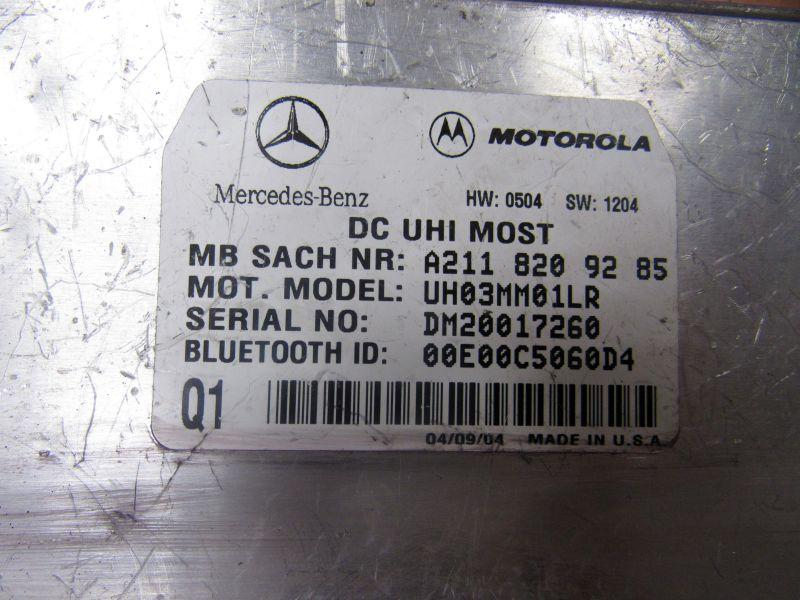 MOTOROLA
Mercedes-Benz HW: 0504 SW: 1204
DC UHI MOST
MB SACH NR: A211 820 92 85
MOT. MODEL: UH03MM01LR
SERIAL NO: DM20017260
BLUETOOTH ID: 00E00C5060D4
Q1
04/09/04 MADE IN U.S.A